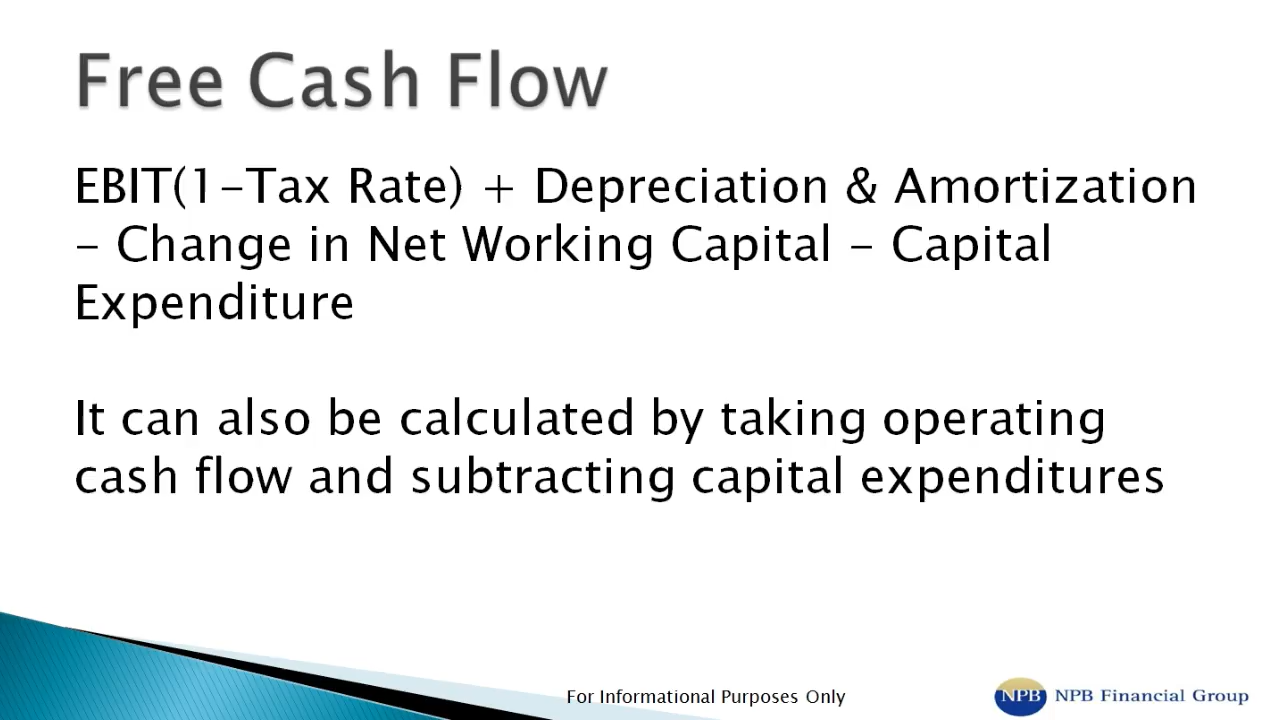 Free Cash Flow
EBIT(1-Tax Rate) + Depreciation & Amortization
- Change in Net Working Capital - Capital
Expenditure
It can also be calculated by taking operating
cash flow and subtracting capital expenditures
For Informational Purposes Only
NPB NPB Financial Group